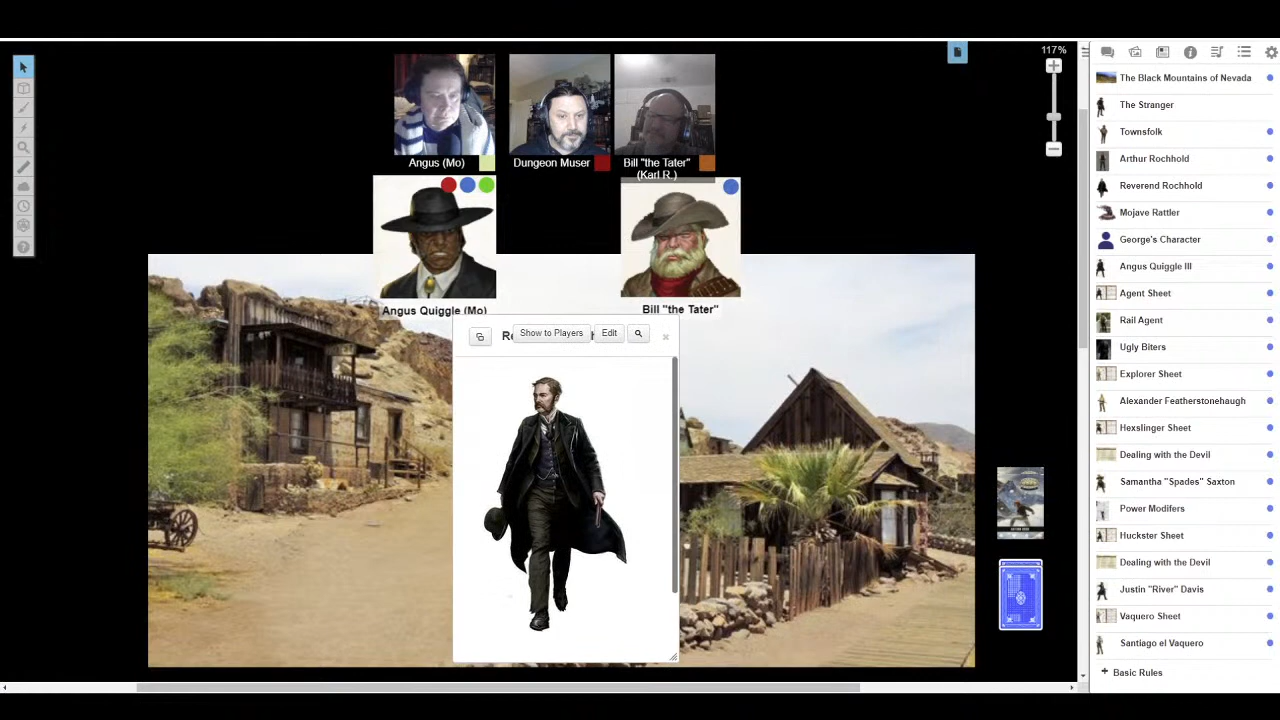 117%
Angus (Mo)
Dungeon Muser
Bill "the Tater"
(Karl R.)
Angus Quiggle (Mo)
Bill "the Tater"
Show to Players
Edit
The Black Mountains of Nevada
The Stranger
Townsfolk
Arthur Rochhold
Reverend Rochhold
Mojave Rattler
George's Character
Angus Quiggle III
Agent Sheet
Rail Agent
Ugly Biters
Explorer Sheet
Alexander Featherstonehaugh
Hexslinger Sheet
Dealing with the Devil
Samantha "Spades" Saxton
Power Modifers
Huckster Sheet
Dealing with the Devil
Justin "River" Davis
Vaquero Sheet
Santiago el Vaquero
Basic Rules